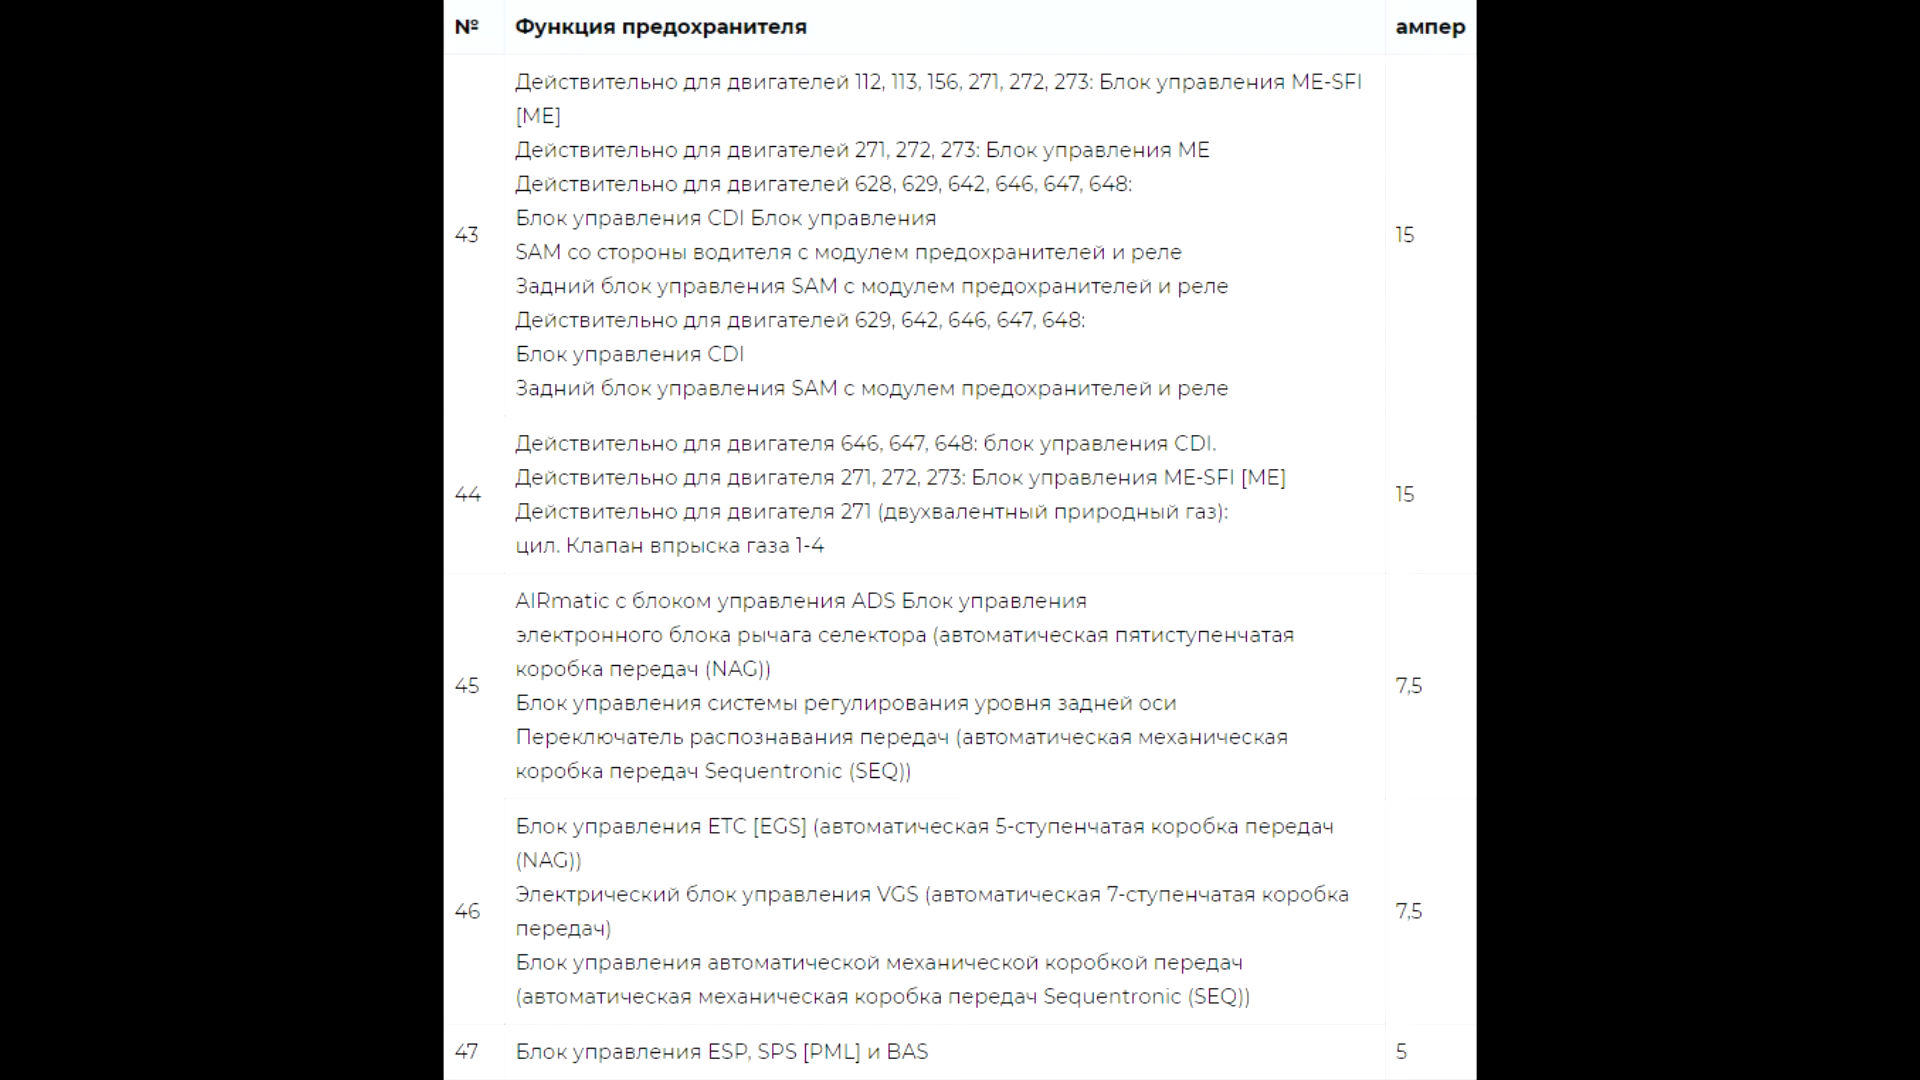 № Функция предохранителя ампер
Действительно для двигателей 112, 113, 156, 271, 272, 273: Блок управления ME-SFI
[ME]
Действительно для двигателей 271, 272, 273: Блок управления ME
Действительно для двигателей 628, 629, 642, 646, 647, 648:
Блок управления CDI Блок управления
43 SAM со стороны водителя с модулем предохранителей и реле 15
Задний блок управления SAM с модулем предохранителей и реле
Действительно для двигателей 629, 642, 646, 647, 648:
Блок управления CDI
Задний блок управления SAM с модулем предохранителей и реле
Действительно для двигателя 646, 647, 648: блок управления CDI.
Действительно для двигателя 271, 272, 273: Блок управления ME-SFI [ME]
44 Действительно для двигателя 271 (двухвалентный природный газ): 15
цил. Клапан впрыска газа 1-4
AIRmatic с блоком управления ADS Блок управления
электронного блока рычага селектора (автоматическая пятиступенчатая
коробка передач (NAG))
45 Блок управления системы регулирования уровня задней оси 7,5
Переключатель распознавания передач (автоматическая механическая
коробка передач Sequentronic (SEQ))
Блок управления ETC [EGS] (автоматическая 5-ступенчатая коробка передач
(NAG))
Электрический блок управления VGS (автоматическая 7-ступенчатая коробка
46 передач) 7,5
Блок управления автоматической механической коробкой передач
(автоматическая механическая коробка передач Sequentronic (SEQ))
47 Блок управления ESP, SPS [PML] и BAS 5